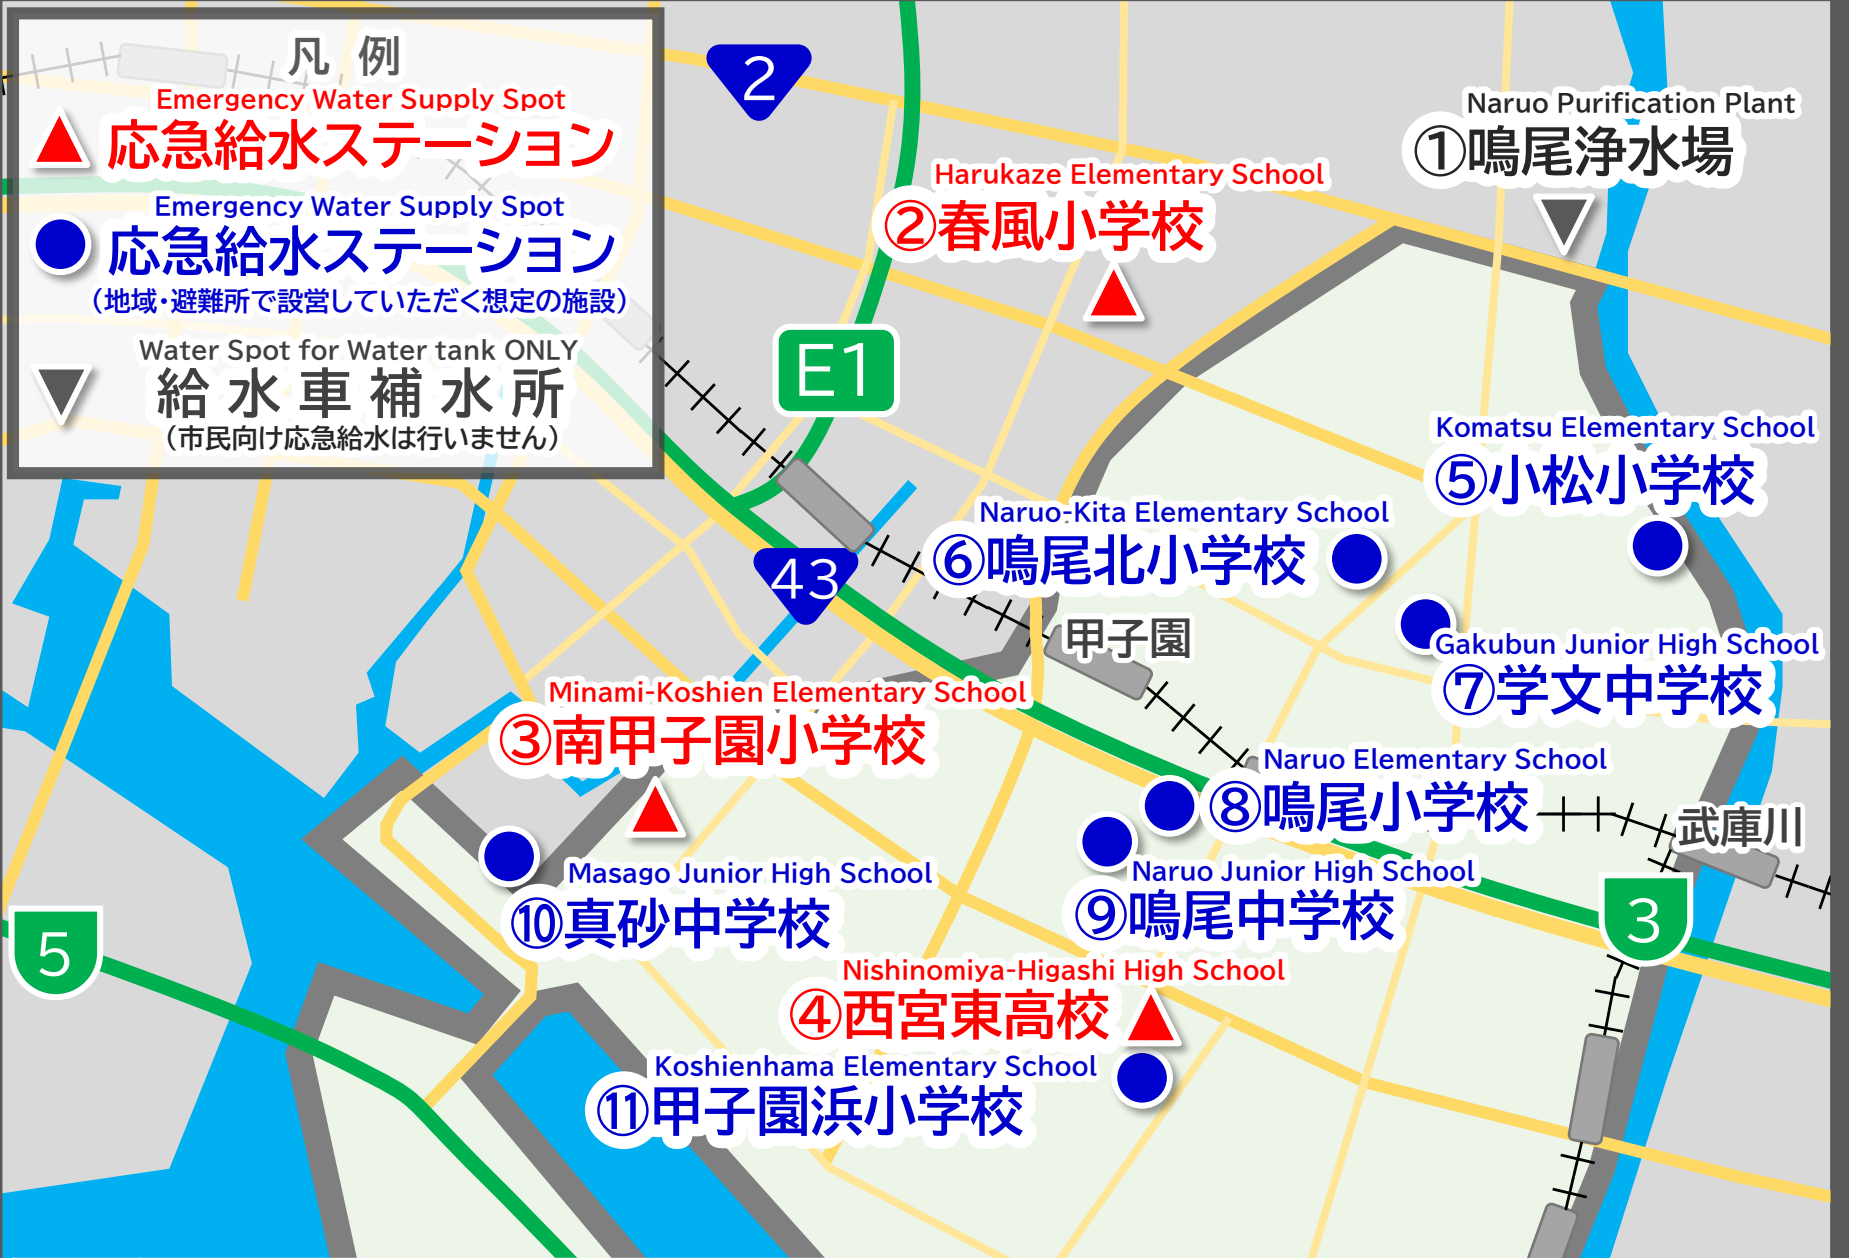 凡 例
Emergency Water Supply Spot
応急給水ステーション
Emergency Water Supply Spot
応急給水ステーション
（地域・避難所で設営していただく想定の施設）
Water Spot for Water tank ONLY
給水車補水所
（市民向け応急給水は行いません）
2
Naruo Purification Plant
①鳴尾浄水場
Harukaze Elementary School
②春風小学校
E1
Komatsu Elementary School
⑤小松小学校
Naruo-Kita Elementary School
⑥鳴尾北小学校
43
甲子園
Gakubun Junior High School
⑦学文中学校
Minami-Koshien Elementary School
③南甲子園小学校
Naruo Elementary School
⑧鳴尾小学校
武庫川
Masago Junior High School
⑩真砂中学校
Naruo Junior High School
⑨鳴尾中学校
3
5
Nishinomiya-Higashi High School
④西宮東高校
Koshienhama Elementary School
⑪甲子園浜小学校